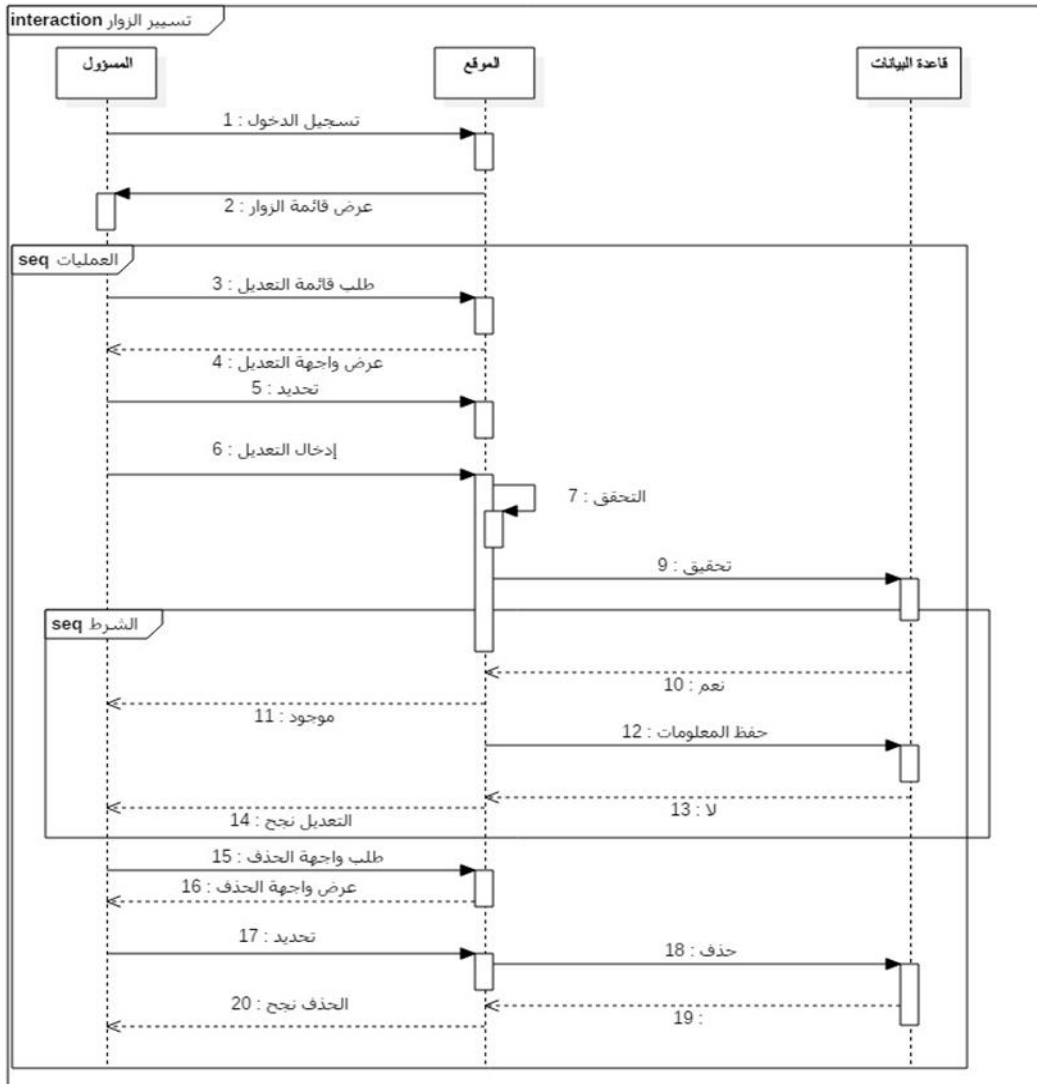 interaction تسيير الزوار
المسؤول
الموقع
قاعدة البيانات
1 : تسجيل الدخول
2 : عرض قائمة الزوار
seq العمليات
3 : طلب قائمة التعديل
4 : عرض واجهة التعديل
5 : تحديد
6 : إدخال التعديل
7 : التحقق
9 : تحقيق
seq الشرط
10 : نعم
11 : موجود
12 : حفظ المعلومات
13 : لا
14 : التعديل نجح
15 : طلب واجهة الحذف
16 : عرض واجهة الحذف
17 : تحديد
18 : حذف
19 :
20 : الحذف نجح